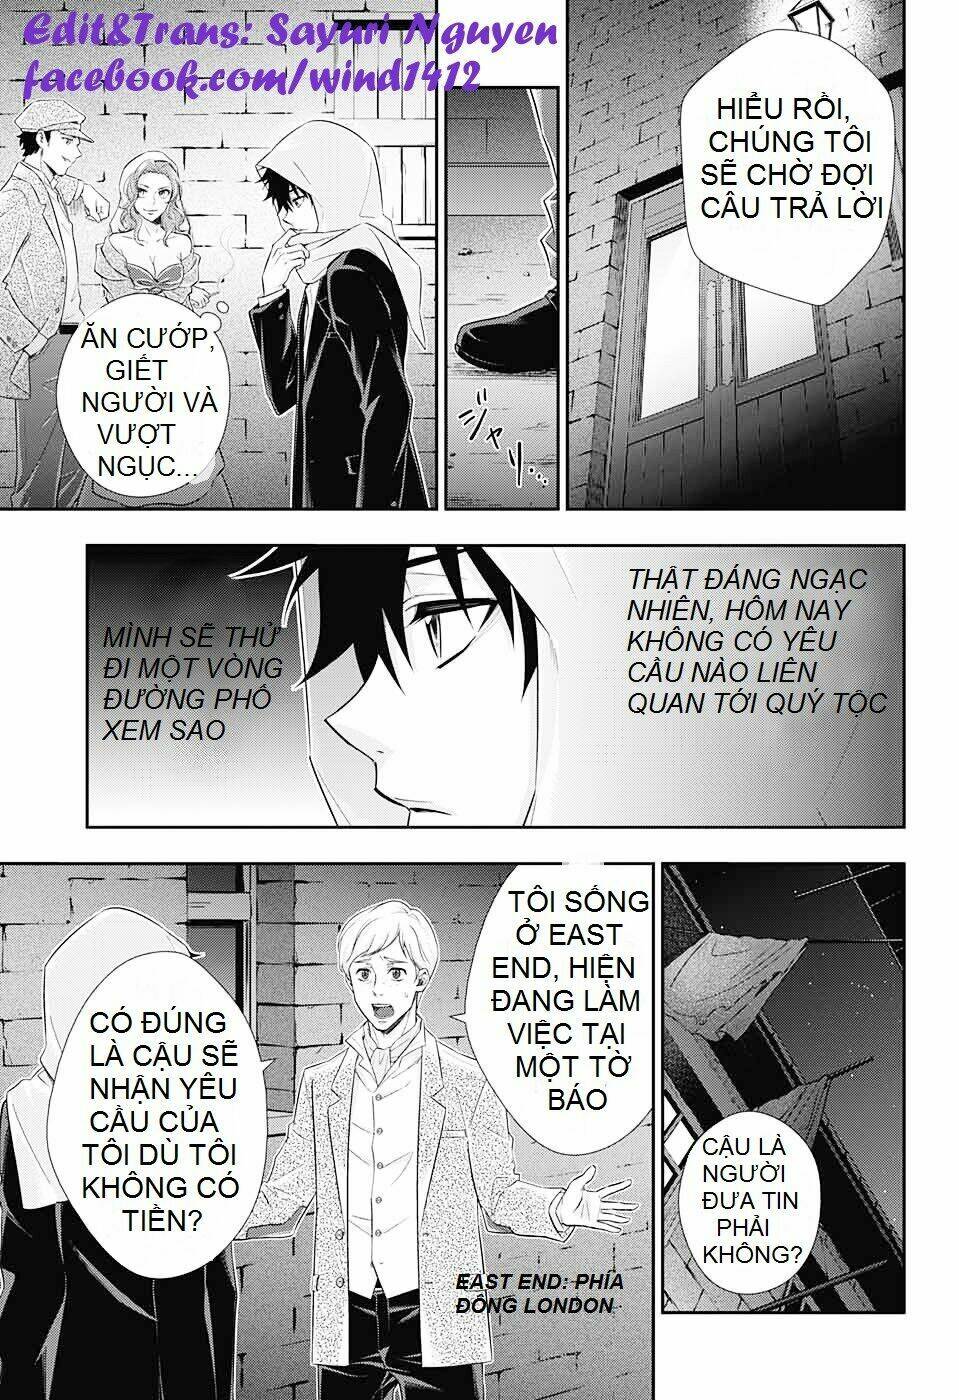 Edit&Trans: Sayuri Nguyen
facebook.com/wind1412
HIỂU RỒI,
CHÚNG TÔI
SẼ CHỜ ĐỢI
CÂU TRẢ LỜI
ジャリ…
ĂN CƯỚP,
GIẾT
NGƯỜI VÀ
VƯỢT
NGỤC...
THẬT ĐÁNG NGẠC
NHIÊN, HÔM NAY
KHÔNG CÓ YÊU
CẦU NÀO LIÊN
QUAN TỚI QUÝ TỘC
MÌNH SẼ THỬ
ĐI MỘT VÒNG
ĐƯỜNG PHỐ
XEM SAO
CẬU LÀ
NGƯỜI
ĐƯA TIN
PHẢI
KHÔNG?
TÔI SỐNG
Ở EAST
END, HIỆN
ĐANG LÀM
VIỆC TẠI
MỘT TỜ
BÁO
CÓ ĐÚNG
LÀ CẬU SẼ
NHẬN YÊU
CẦU CỦA
TÔI DÙ TÔI
KHÔNG CÓ
TIỀN?
EAST END: PHÍA
ĐÔNG LONDON